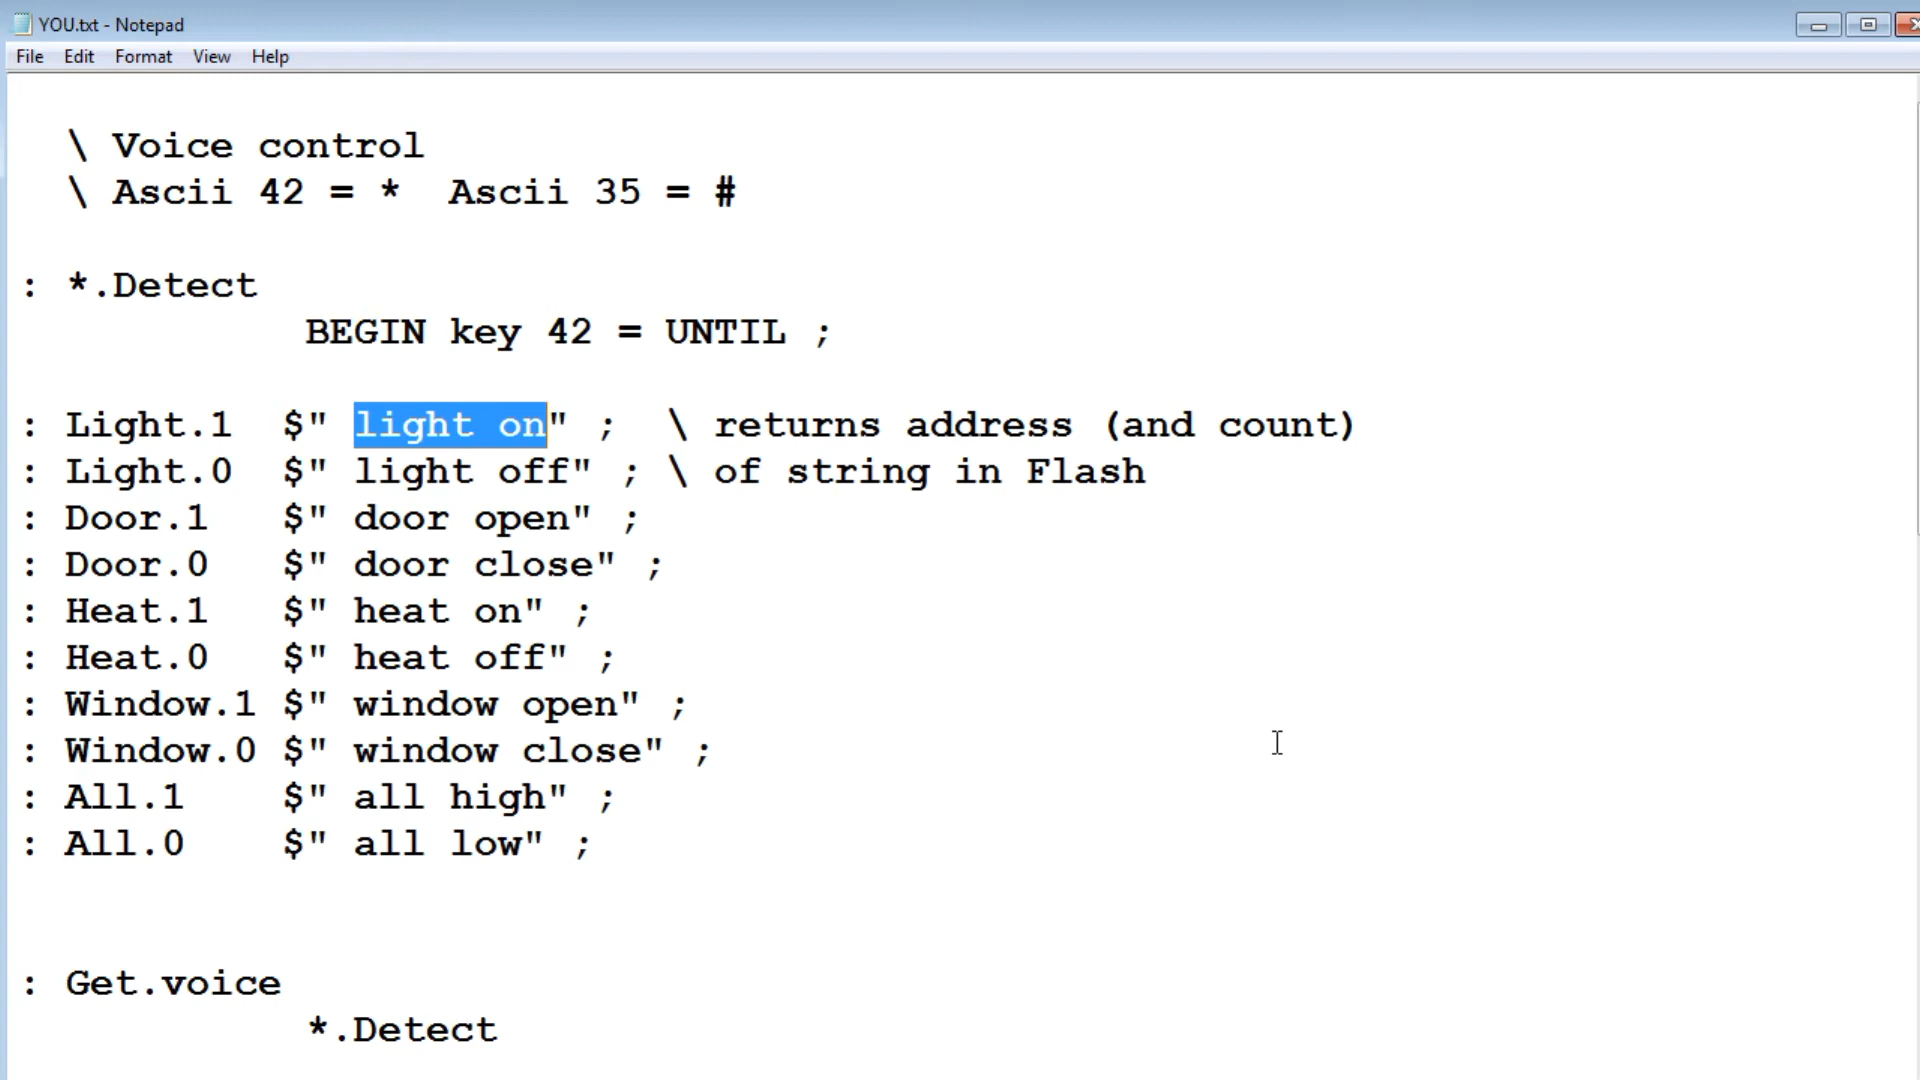 YOU.txt - Notepad
File Edit Format View Help
\ Voice control
\ Ascii 42 = *  Ascii 35 = #
: *.Detect
BEGIN key 42 = UNTIL ;
: Light.1  $" light on" ;  \ returns address (and count)
: Light.0  $" light off" ; \ of string in Flash
: Door.1   $" door open" ;
: Door.0   $" door close" ;
: Heat.1   $" heat on" ;
: Heat.0   $" heat off" ;
: Window.1 $" window open" ;
: Window.0 $" window close" ;
: All.1    $" all high" ;
: All.0    $" all low" ;
: Get.voice
*.Detect